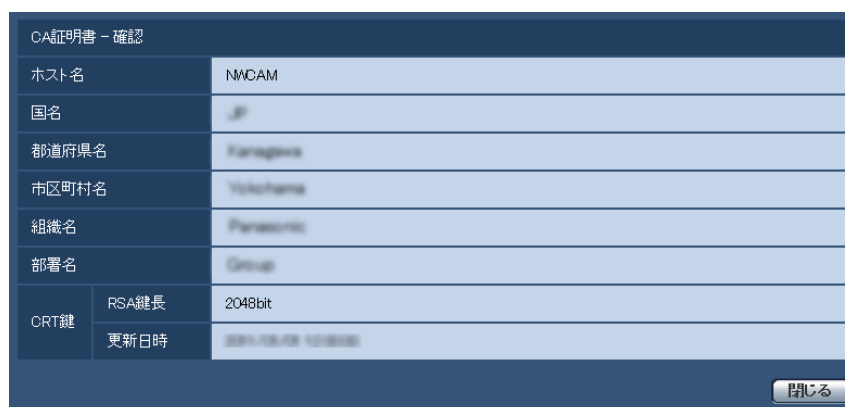 CA証明書 - 確認
ホスト名 NWCAM
国名 JP
都道府県名 Kanagawa
市区町村名 Yokohama
組織名 Panasonic
部署名 Group
CRT鍵
RSA鍵長 2048bit
更新日時
閉じる